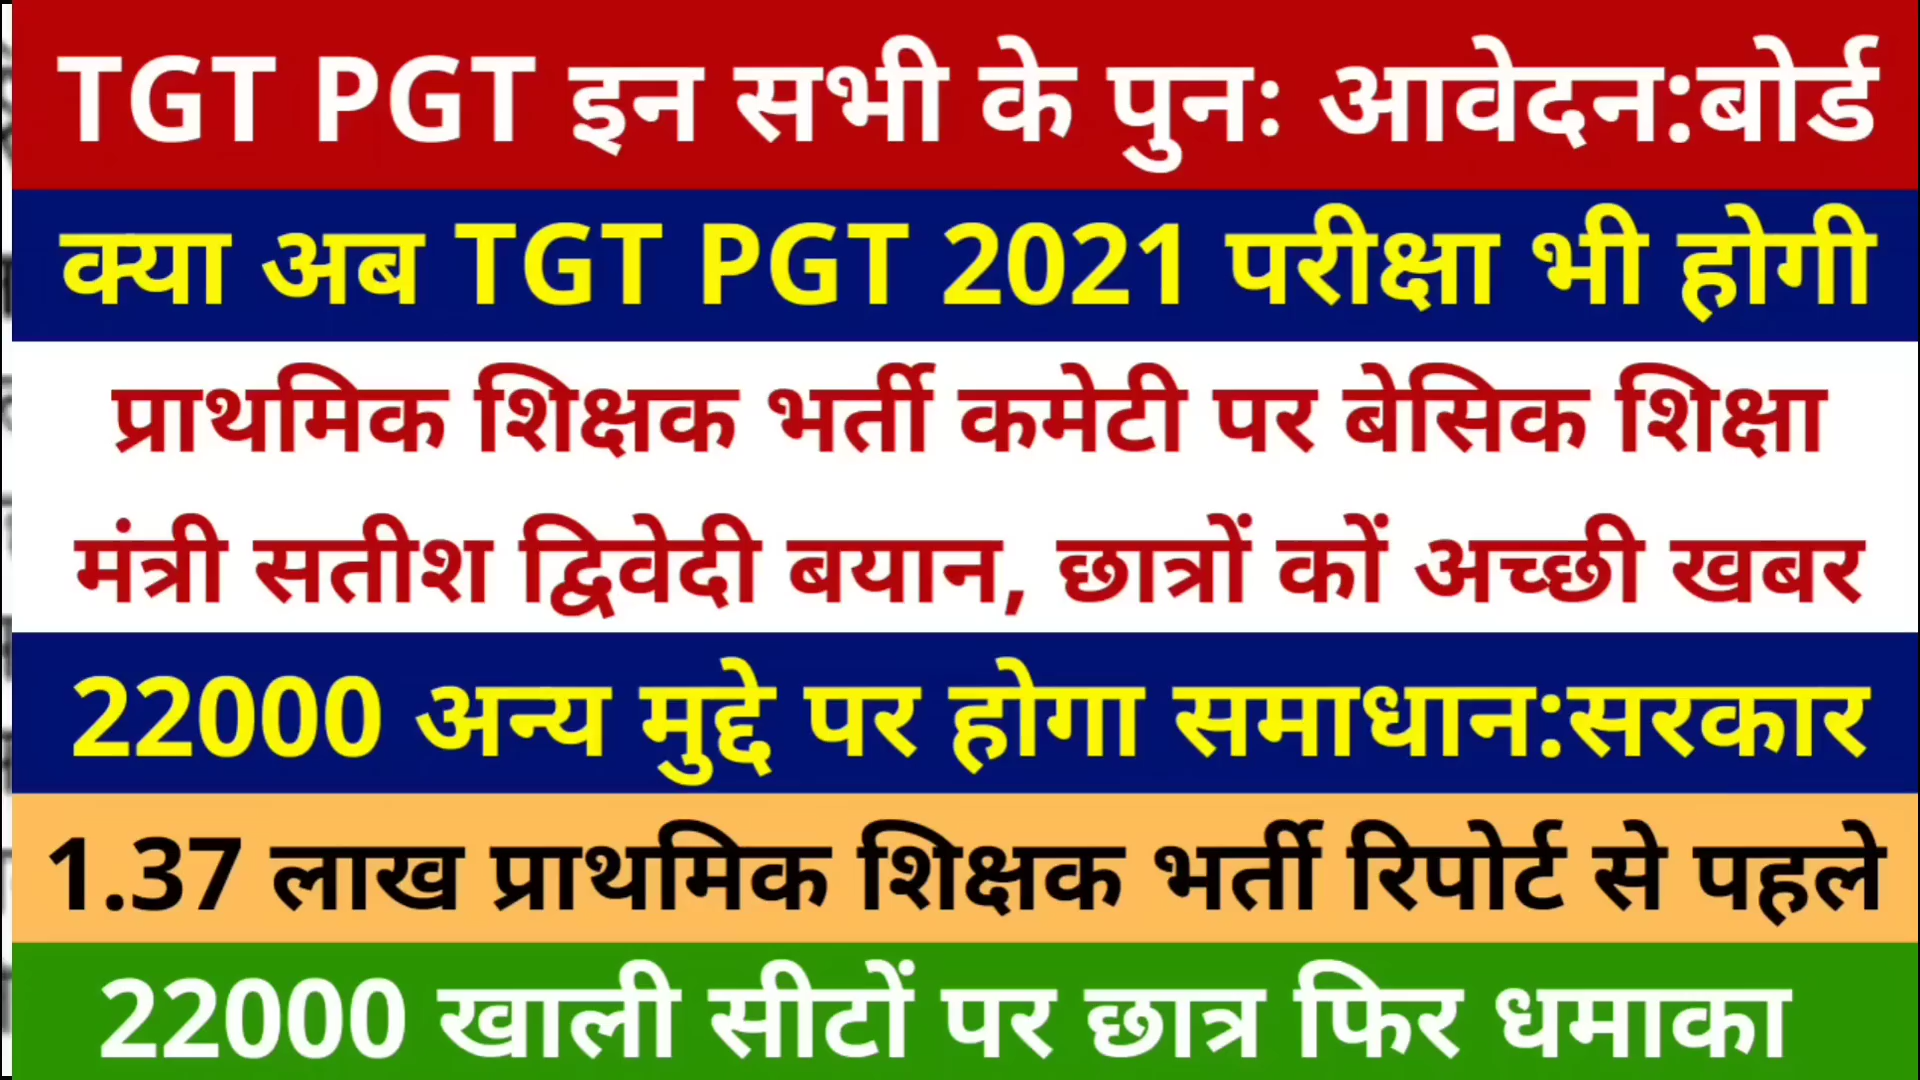 TGT PGT इन सभी के पुनः आवेदन:बोर्ड
क्या अब TGT PGT 2021 परीक्षा भी होगी
प्राथमिक शिक्षक भर्ती कमेटी पर बेसिक शिक्षा
मंत्री सतीश द्विवेदी बयान, छात्रों कों अच्छी खबर
22000 अन्य मुद्दे पर होगा समाधान:सरकार
1.37 लाख प्राथमिक शिक्षक भर्ती रिपोर्ट से पहले
22000 खाली सीटों पर छात्र फिर धमाका